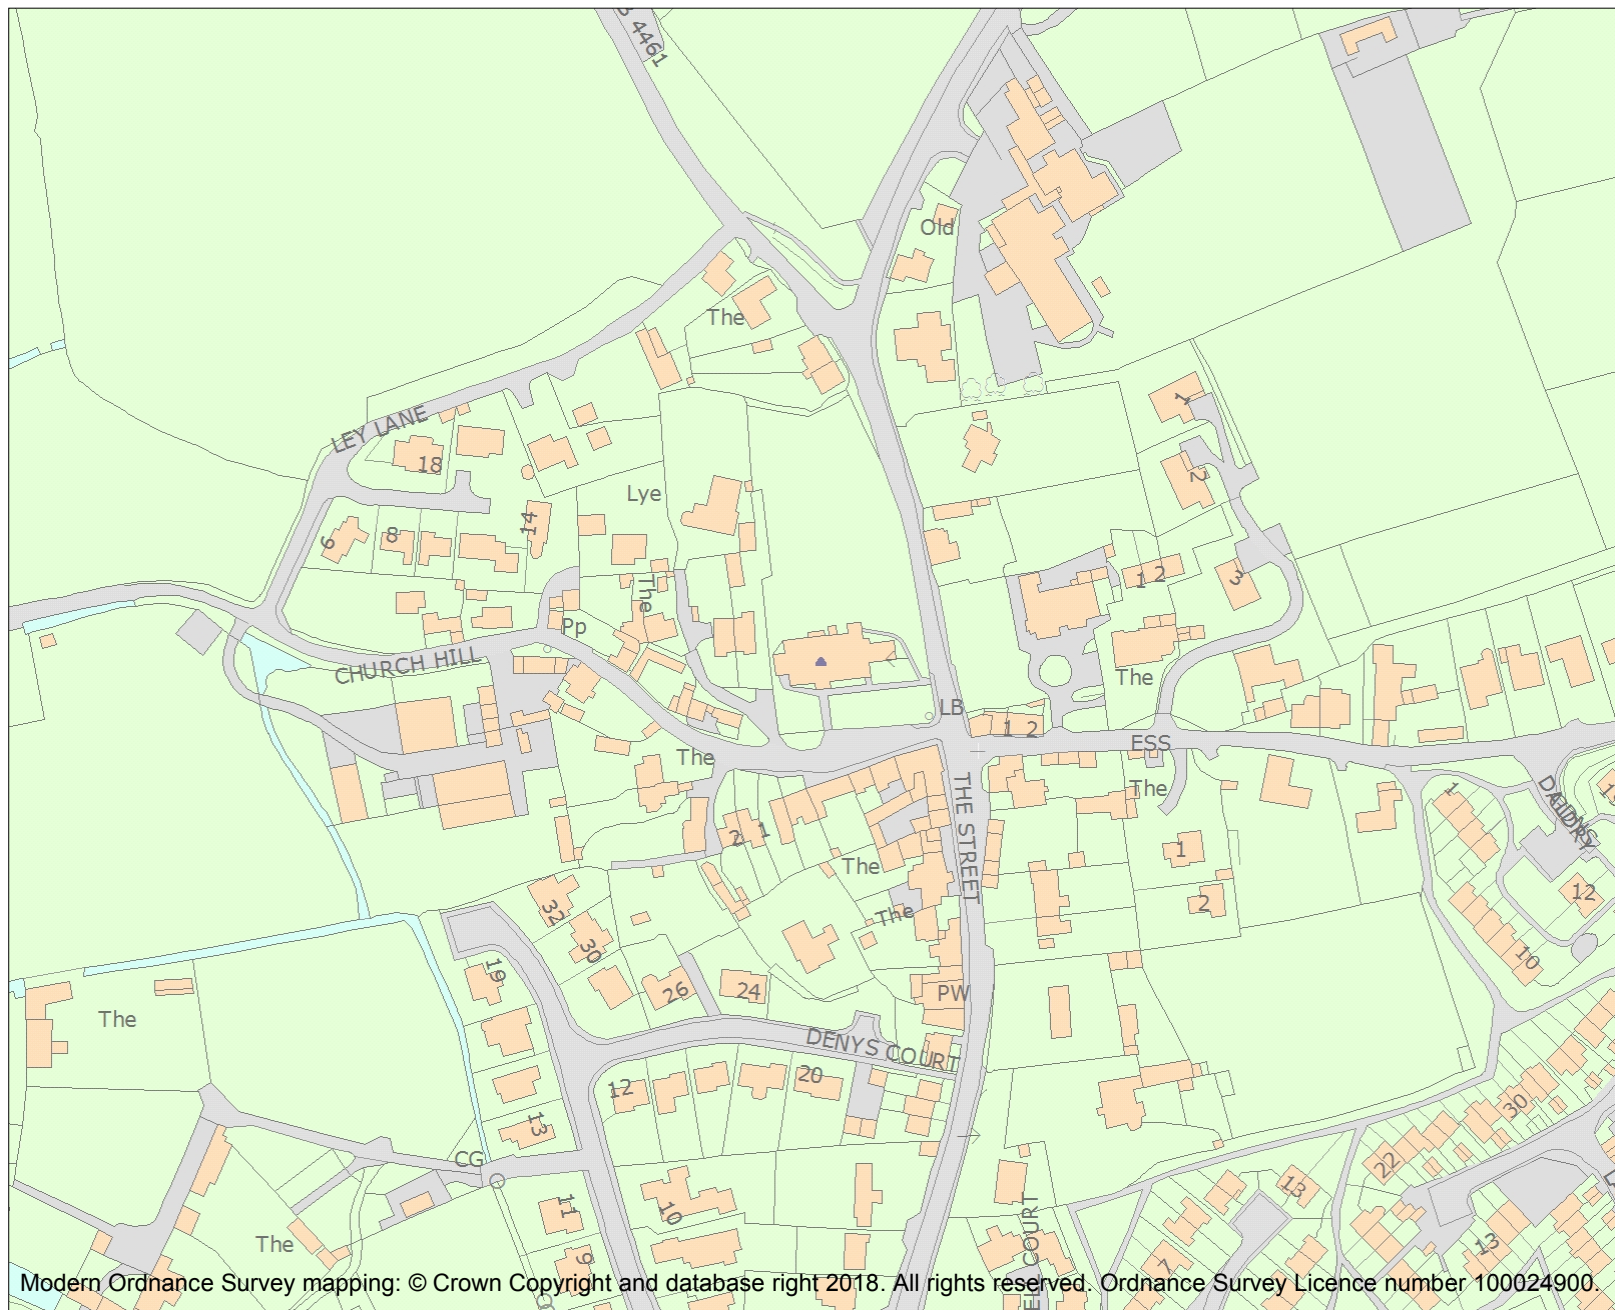 B 4461
Old
The
LEY LANE
18
1
Lye
2
14
6
8
The
1 2
3
Pp
CHURCH HILL
The
LB
1 2
ESS
The
The
THE STREET
1
2 1
1
The
12
32
The
2
30
10
19
26
24
PW
The
DENYS COURT
20
12
30
13
CG
22
13
11
10
The
13
9
7
Modern Ordnance Survey mapping: © Crown Copyright and database right 2018. All rights reserved. Ordnance Survey Licence number 100024900.